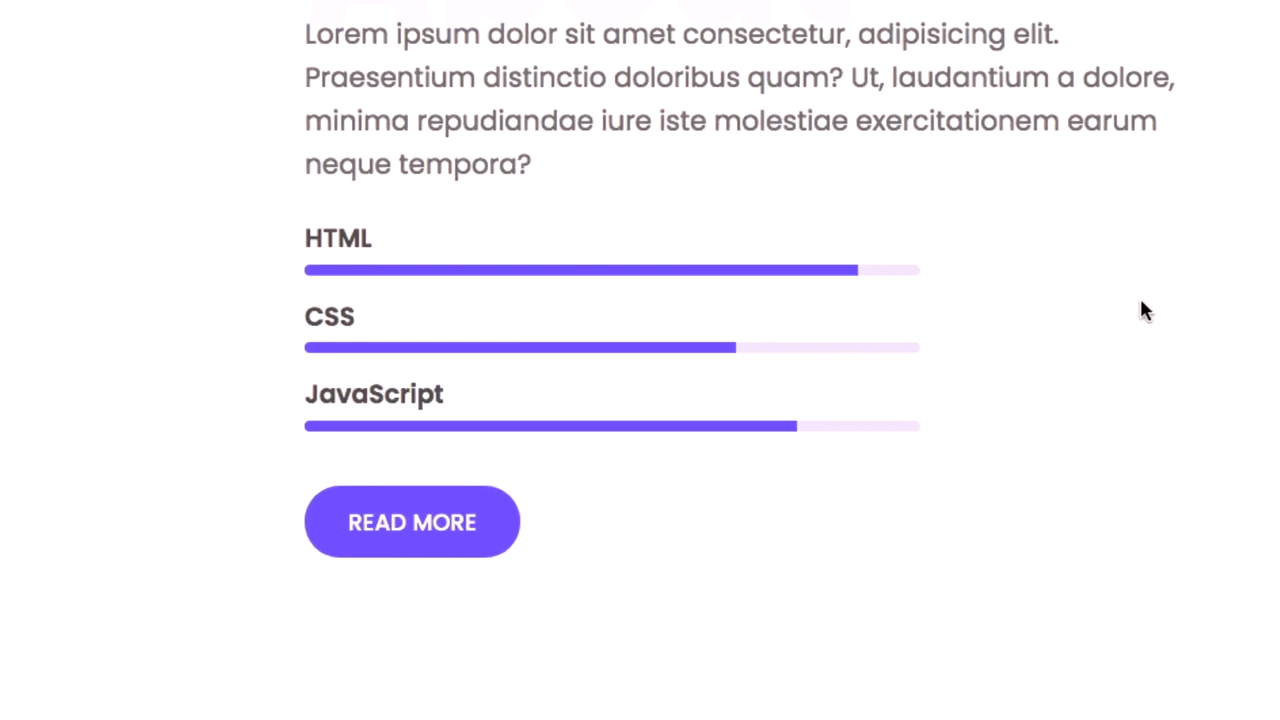 Lorem ipsum dolor sit amet consectetur, adipisicing elit.
Praesentium distinctio doloribus quam? Ut, laudantium a dolore,
minima repudiandae iure iste molestiae exercitationem earum
neque tempora?
HTML
CSS
JavaScript
READ MORE